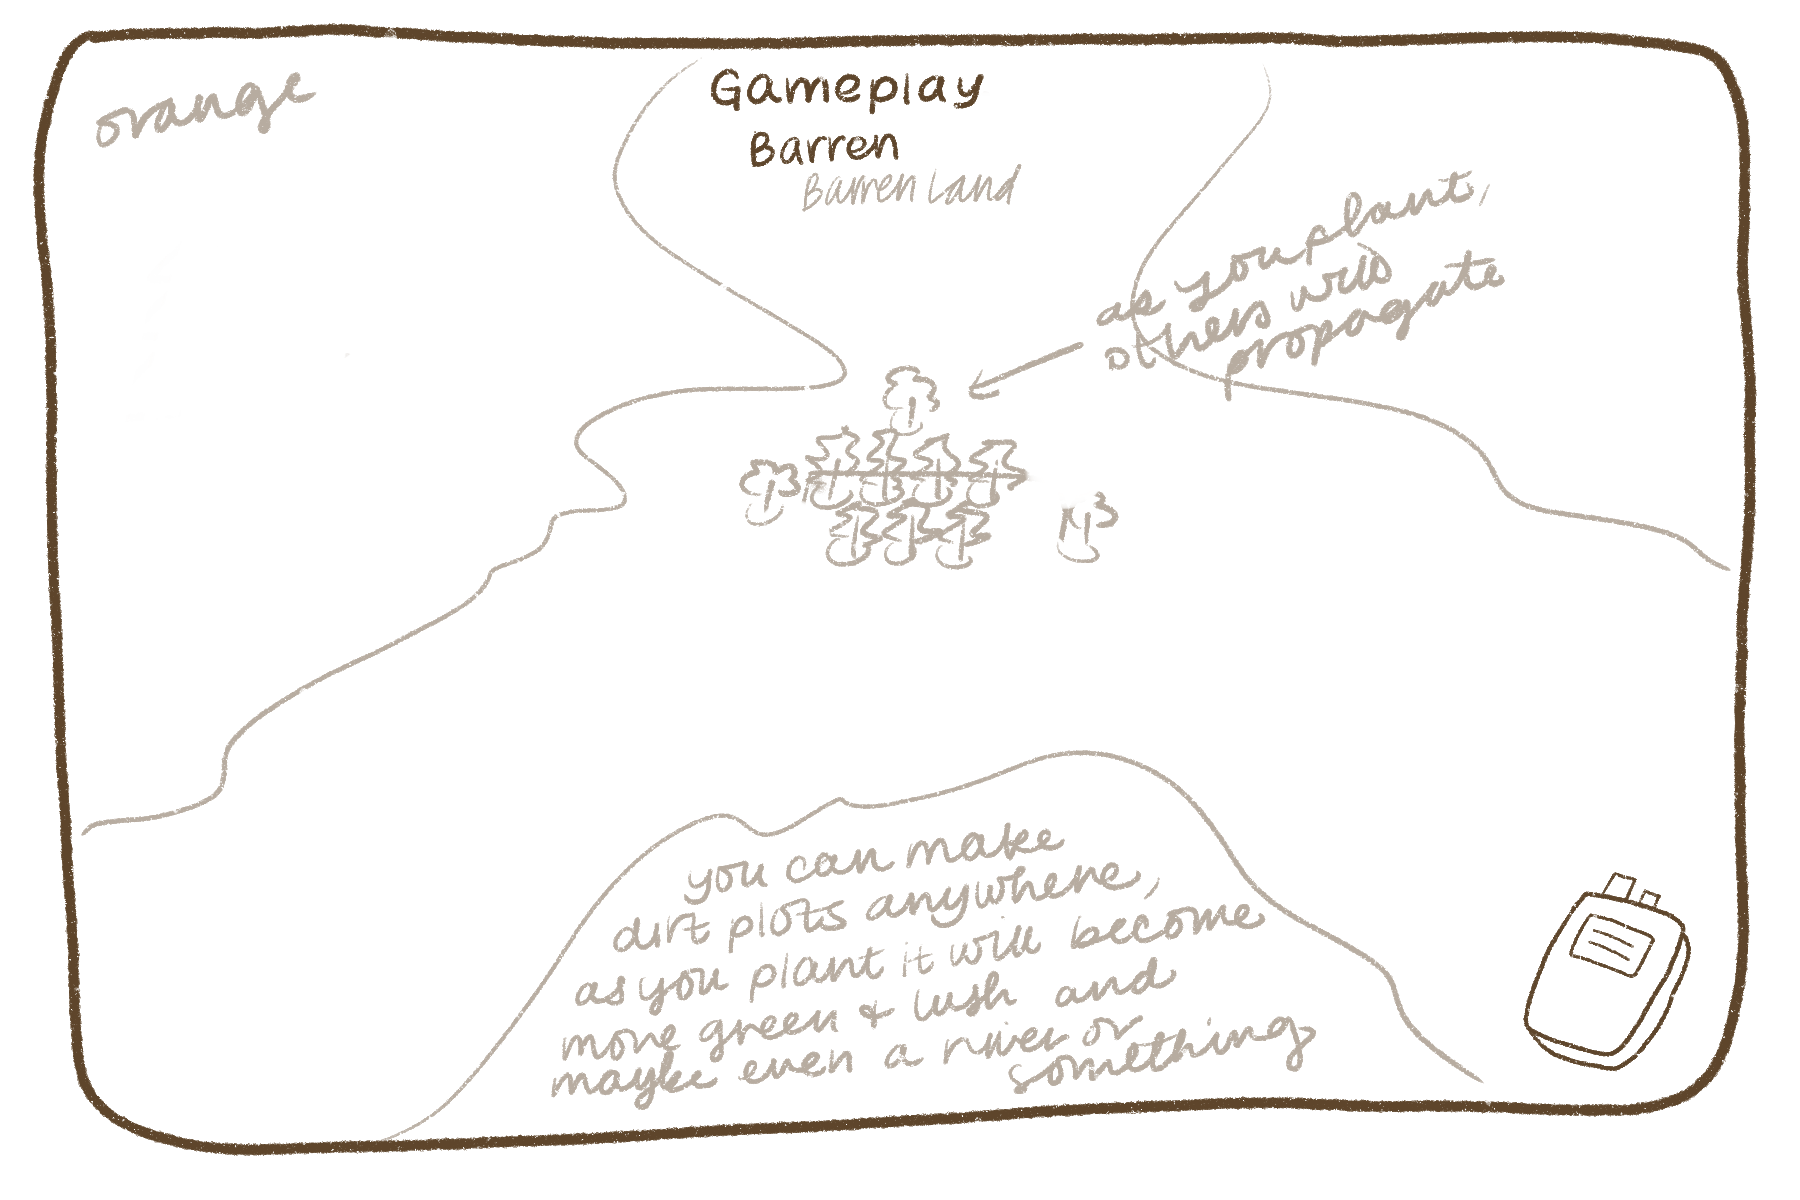 orange
Gameplay
Barren
Barren Land
as you plant,
others will
propagate
you can make
dirt plots anywhere,
as you plant it will become
more green & lush and
maybe even a river or
something